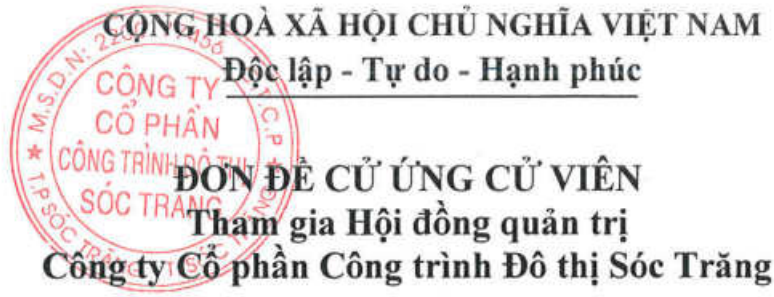 CỘNG HOÀ XÃ HỘI CHỦ NGHĨA VIỆT NAM
Độc lập - Tự do - Hạnh phúc
CÔNG TY
CỔ PHẦN
CÔNG TRÌNH ĐÔ THỊ
SÓC TRĂNG
ĐƠN ĐỀ CỬ ỨNG CỬ VIÊN
Tham gia Hội đồng quản trị
Công ty Cổ phần Công trình Đô thị Sóc Trăng